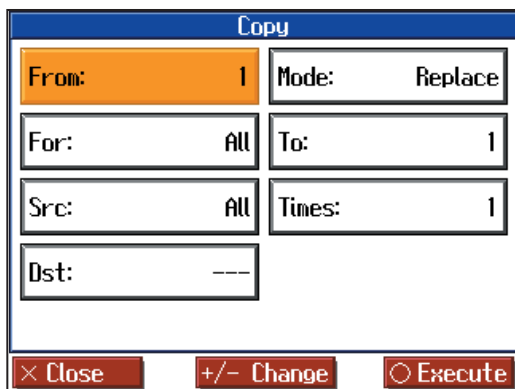 Copy
From: 1 Mode: Replace
For: All To: 1
Src: All Times: 1
Dst: ---
× Close +/- Change ○ Execute